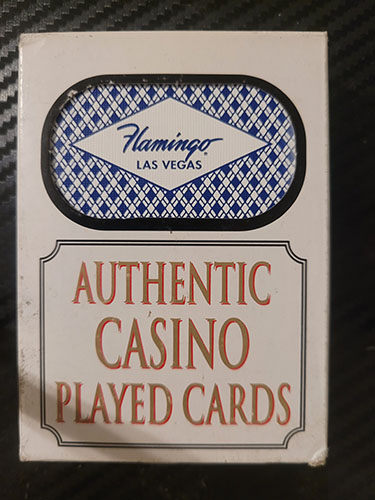 Flamingo
LAS VEGAS
AUTHENTIC
CASINO
PLAYED CARDS